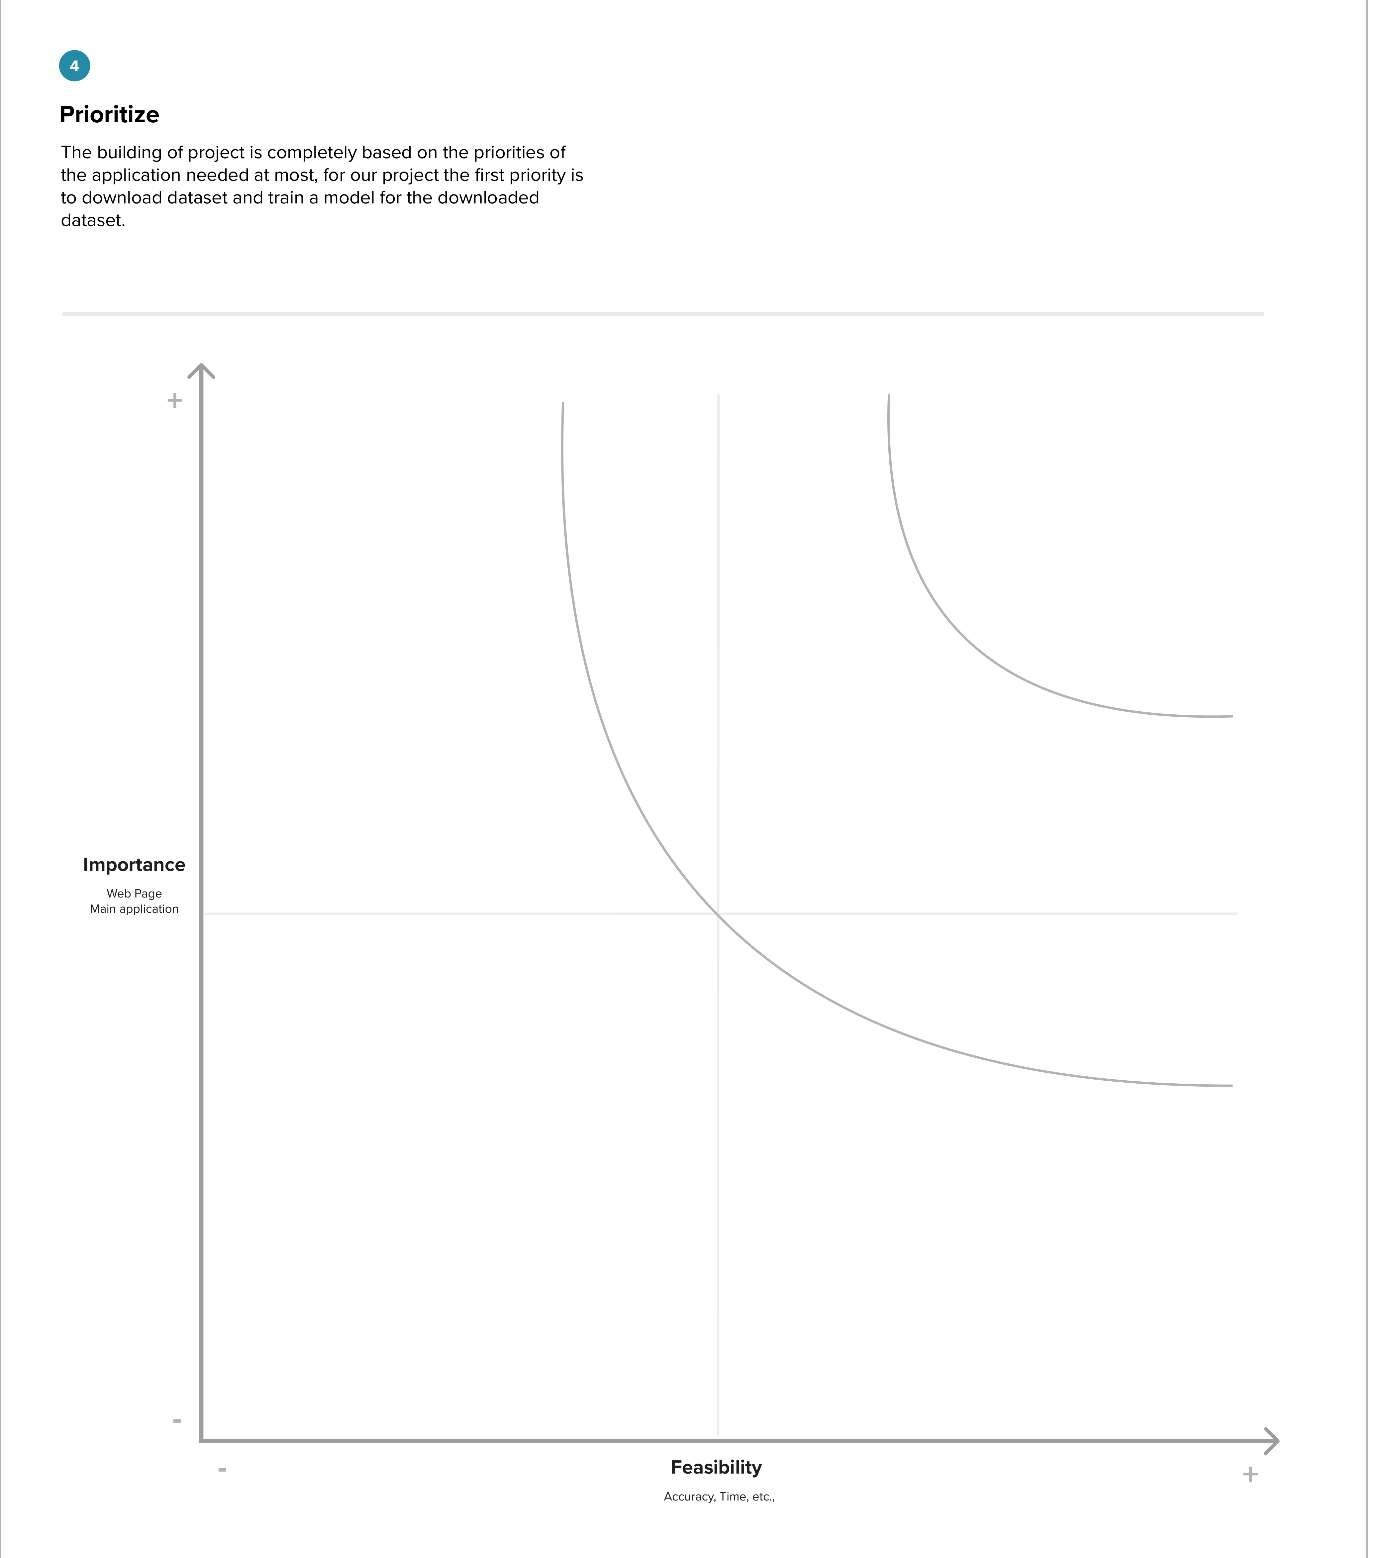 4
Prioritize
The building of project is completely based on the priorities of
the application needed at most, for our project the first priority is
to download dataset and train a model for the downloaded
dataset.
+
Importance
Web Page
Main application
-
-
Feasibility
+
Accuracy, Time, etc.,